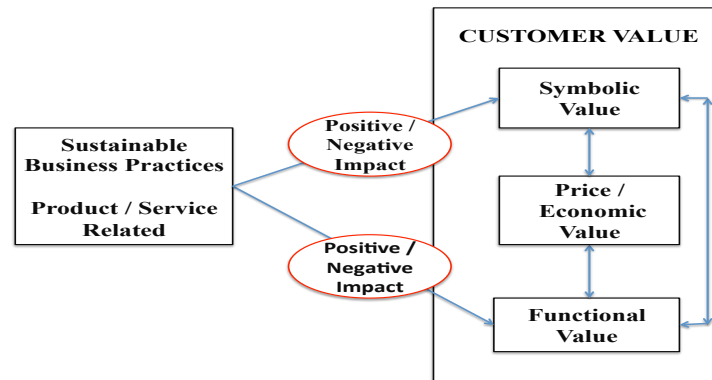 CUSTOMER VALUE
Symbolic
Value
Positive /
Negative
Impact
Sustainable
Business Practices
Product / Service
Related
Price /
Economic
Value
Positive /
Negative
Impact
Functional
Value